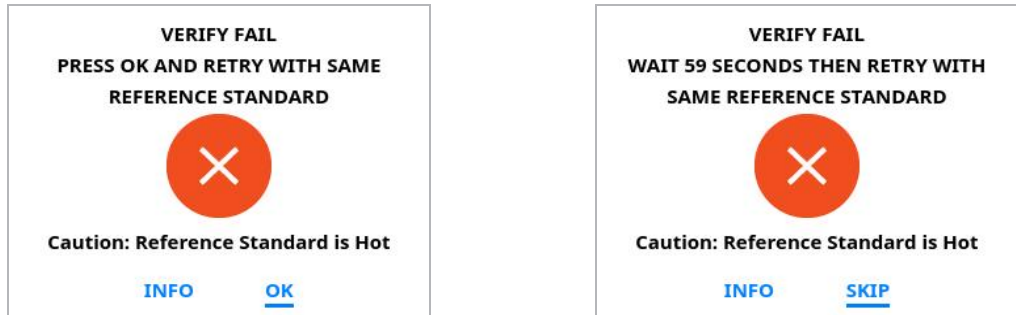 VERIFY FAIL
PRESS OK AND RETRY WITH SAME
REFERENCE STANDARD
Caution: Reference Standard is Hot
INFO OK
VERIFY FAIL
WAIT 59 SECONDS THEN RETRY WITH
SAME REFERENCE STANDARD
Caution: Reference Standard is Hot
INFO SKIP